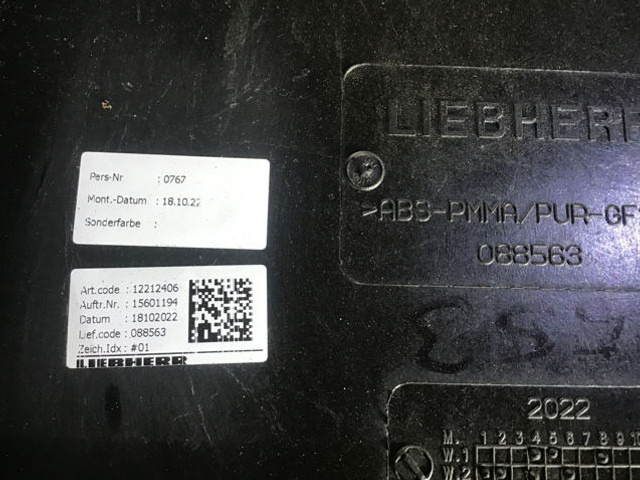 Pers-Nr : 0767
Mont.-Datum : 18.10.22
Sonderfarbe :
Art.code : 12212406
Auftr.Nr. : 15601194
Datum : 18102022
Lief.code : 088563
Zeich.Idx : #01
LIEBHERR
LIEBHERR
>ABS-PMMA/PUR-GF
088563
2022
M. 1 2 3 4 5 6 7 8 9 10
W.1
W.2